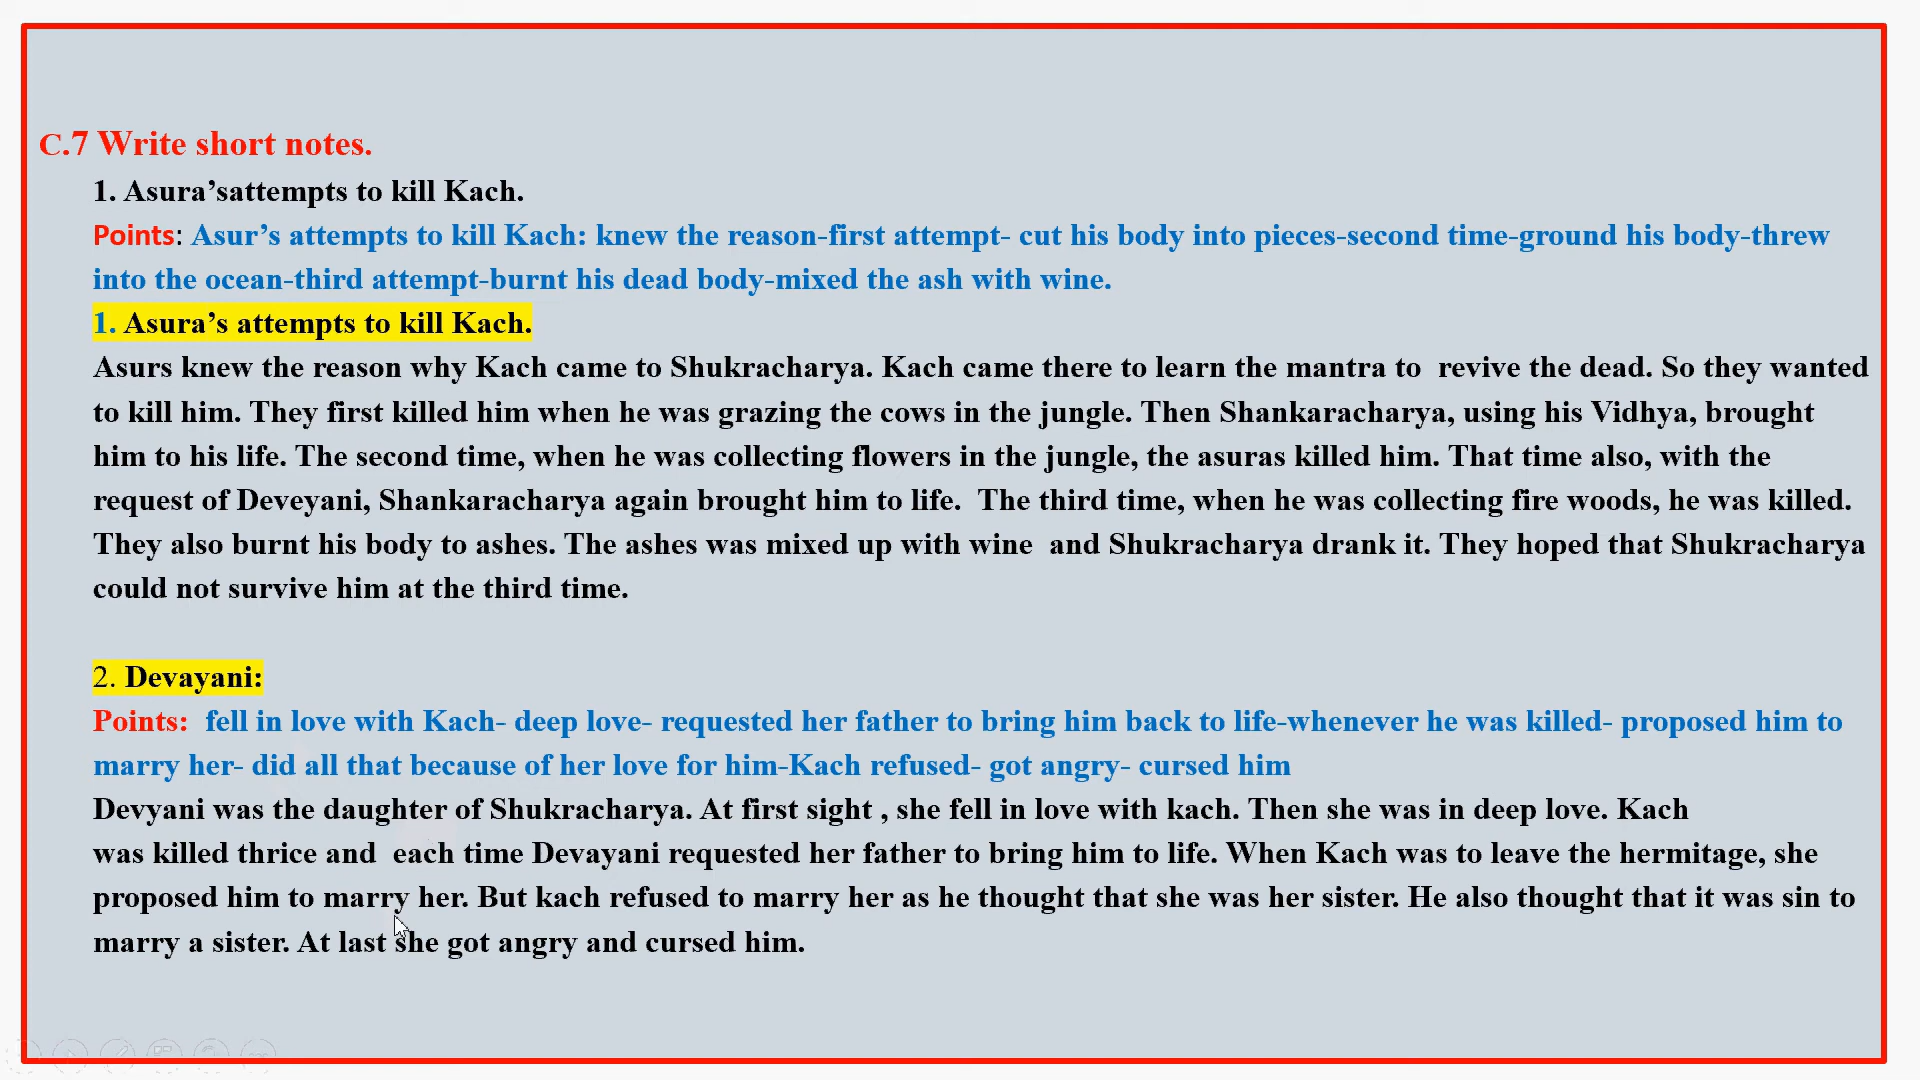 C.7 Write short notes.
1. Asura’sattempts to kill Kach.
Points: Asur’s attempts to kill Kach: knew the reason-first attempt- cut his body into pieces-second time-ground his body-threw
into the ocean-third attempt-burnt his dead body-mixed the ash with wine.
1. Asura’s attempts to kill Kach.
Asurs knew the reason why Kach came to Shukracharya. Kach came there to learn the mantra to  revive the dead. So they wanted
to kill him. They first killed him when he was grazing the cows in the jungle. Then Shankaracharya, using his Vidhya, brought
him to his life. The second time, when he was collecting flowers in the jungle, the asuras killed him. That time also, with the
request of Deveyani, Shankaracharya again brought him to life.  The third time, when he was collecting fire woods, he was killed.
They also burnt his body to ashes. The ashes was mixed up with wine  and Shukracharya drank it. They hoped that Shukracharya
could not survive him at the third time.
2. Devayani:
Points:  fell in love with Kach- deep love- requested her father to bring him back to life-whenever he was killed- proposed him to
marry her- did all that because of her love for him-Kach refused- got angry- cursed him
Devyani was the daughter of Shukracharya. At first sight , she fell in love with kach. Then she was in deep love. Kach
was killed thrice and  each time Devayani requested her father to bring him to life. When Kach was to leave the hermitage, she
proposed him to marry her. But kach refused to marry her as he thought that she was her sister. He also thought that it was sin to
marry a sister. At last she got angry and cursed him.